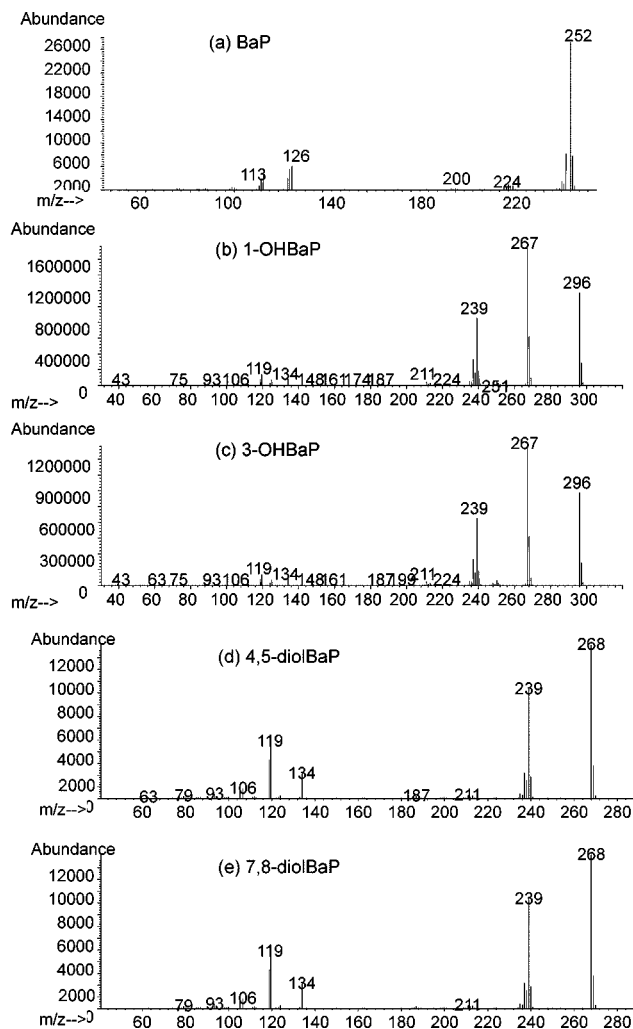 Abundance
(a) BaP
252
26000
22000
18000
14000
10000
6000
2000
113
126
200
224
m/z-->
60 100 140 180 220
Abundance
(b) 1-OHBaP
267
1600000
1200000
800000
400000
0
296
239
43 75 93 106 119 134 148 161 174 187 211 224 251
m/z-->
40 60 80 100 120 140 160 180 200 220 240 260 280 300
Abundance
(c) 3-OHBaP
267
1200000
900000
600000
300000
0
296
239
43 63 75 93 106 119 134 148 161 187 199 211 224
m/z-->
40 60 80 100 120 140 160 180 200 220 240 260 280 300
Abundance
(d) 4,5-diolBaP
268
12000
10000
8000
6000
4000
2000
0
239
119
134
63 79 93 106 187 211
m/z-->
60 80 100 120 140 160 180 200 220 240 260 280
Abundance
(e) 7,8-diolBaP
268
12000
10000
8000
6000
4000
2000
0
239
119
134
79 93 106 211
m/z-->
60 80 100 120 140 160 180 200 220 240 260 280